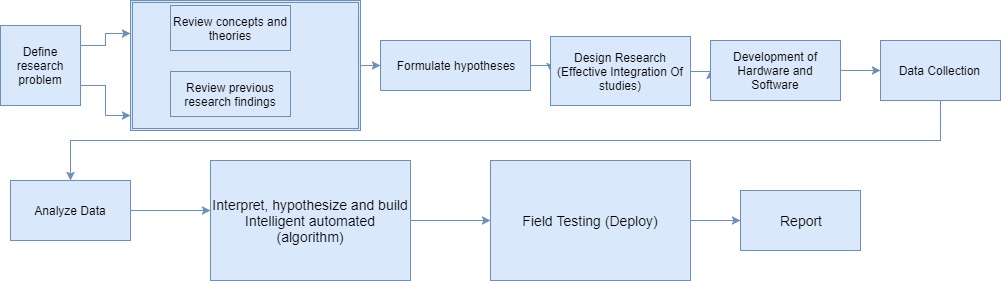 Define
research
problem
Review concepts and
theories
Review previous
research findings
Formulate hypotheses
Design Research
(Effective Integration Of
studies)
Development of
Hardware and
Software
Data Collection
Analyze Data
Interpret, hypothesize and build
Intelligent automated
(algorithm)
Field Testing (Deploy)
Report